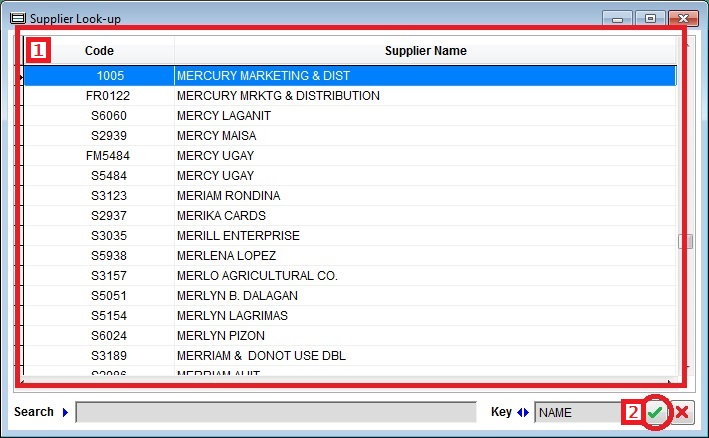 Supplier Look-up
1 Code Supplier Name
1005 MERCURY MARKETING & DIST
FR0122 MERCURY MRKTG & DISTRIBUTION
S6060 MERCY LAGANIT
S2939 MERCY MAISA
FM5484 MERCY UGAY
S5484 MERCY UGAY
S3123 MERIAM RONDINA
S2937 MERIKA CARDS
S3035 MERILL ENTERPRISE
S5938 MERLENA LOPEZ
S3157 MERLO AGRICULTURAL CO.
S5051 MERLYN B. DALAGAN
S5154 MERLYN LAGRIMAS
S6024 MERLYN PIZON
S3189 MERRIAM & DONOT USE DBL
MERRIAM
Search Key NAME 2